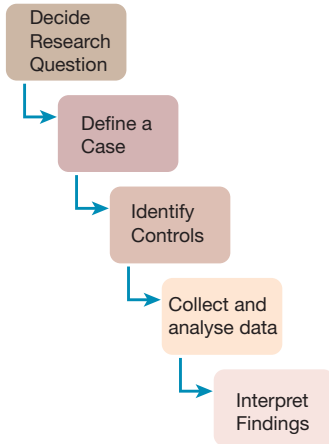 Decide
Research
Question
Define a
Case
Identify
Controls
Collect and
analyse data
Interpret
Findings